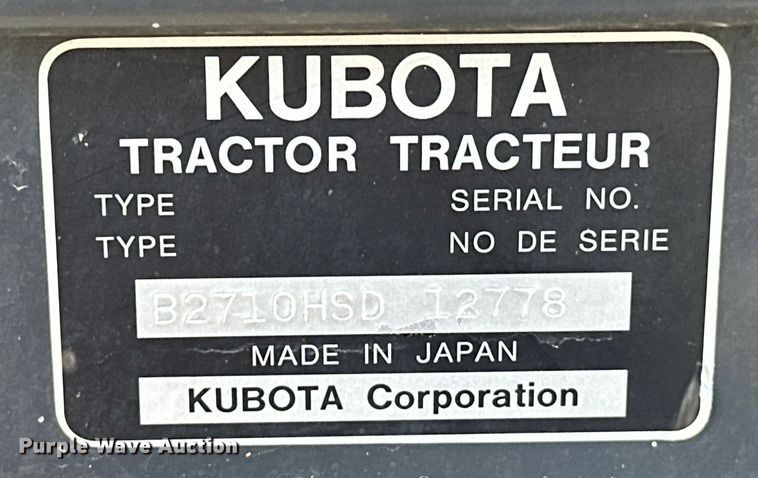 KUBOTA
TRACTOR TRACTEUR
TYPE SERIAL NO.
TYPE NO DE SERIE
B2710HSD 12778
MADE IN JAPAN
KUBOTA Corporation
Purple Wave Auction